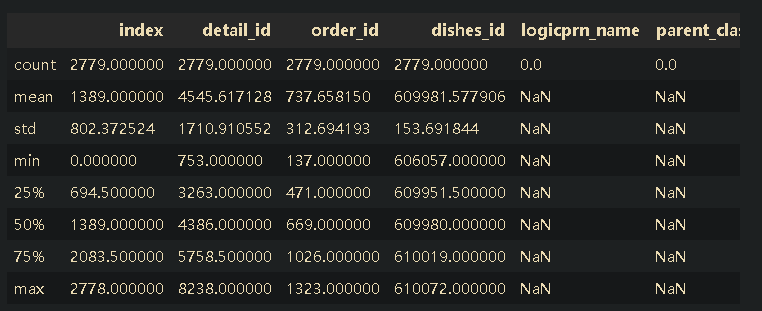 index detail_id order_id dishes_id logicprn_name parent_clas
count 2779.000000 2779.000000 2779.000000 2779.000000 0.0 0.0
mean 1389.000000 4545.617128 737.658150 609981.577906 NaN NaN
std 802.372524 1710.910552 312.694193 153.691844 NaN NaN
min 0.000000 753.000000 137.000000 606057.000000 NaN NaN
25% 694.500000 3263.000000 471.000000 609951.500000 NaN NaN
50% 1389.000000 4386.000000 669.000000 609980.000000 NaN NaN
75% 2083.500000 5758.500000 1026.000000 610019.000000 NaN NaN
max 2778.000000 8238.000000 1323.000000 610072.000000 NaN NaN